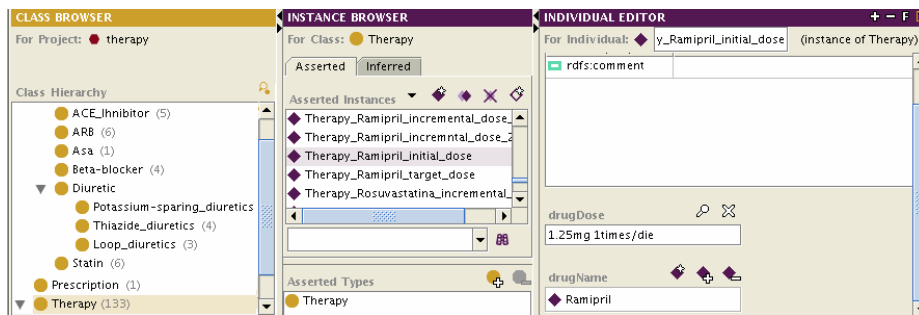 CLASS BROWSER
For Project: therapy
Class Hierarchy
ACE_Ihnibitor (5)
ARB (6)
Asa (1)
Beta-blocker (4)
Diuretic
Potassium-sparing_diuretics
Thiazide_diuretics (4)
Loop_diuretics (3)
Statin (6)
Prescription (1)
Therapy (133)
INSTANCE BROWSER
For Class: Therapy
Asserted Inferred
Asserted Instances
Therapy_Ramipril_incremental_dose_
Therapy_Ramipril_incremntal_dose_2
Therapy_Ramipril_initial_dose
Therapy_Ramipril_target_dose
Therapy_Rosuvastatina_incremental_
Asserted Types
Therapy
INDIVIDUAL EDITOR + - F
For Individual: y_Ramipril_initial_dose (instance of Therapy)
rdfs:comment
drugDose
1.25mg 1times/die
drugName
Ramipril